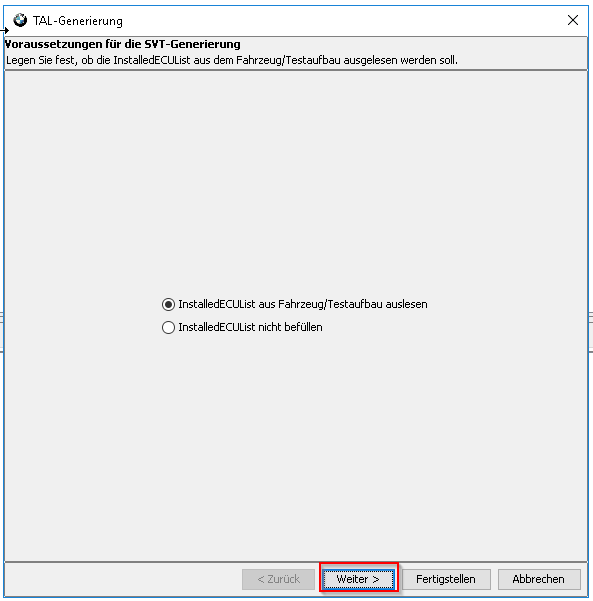 TAL-Generierung
Voraussetzungen für die SVT-Generierung
Legen Sie fest, ob die InstalledECUList aus dem Fahrzeug/Testaufbau ausgelesen werden soll.
InstalledECUList aus Fahrzeug/Testaufbau auslesen
InstalledECUList nicht befüllen
< Zurück Weiter > Fertigstellen Abbrechen